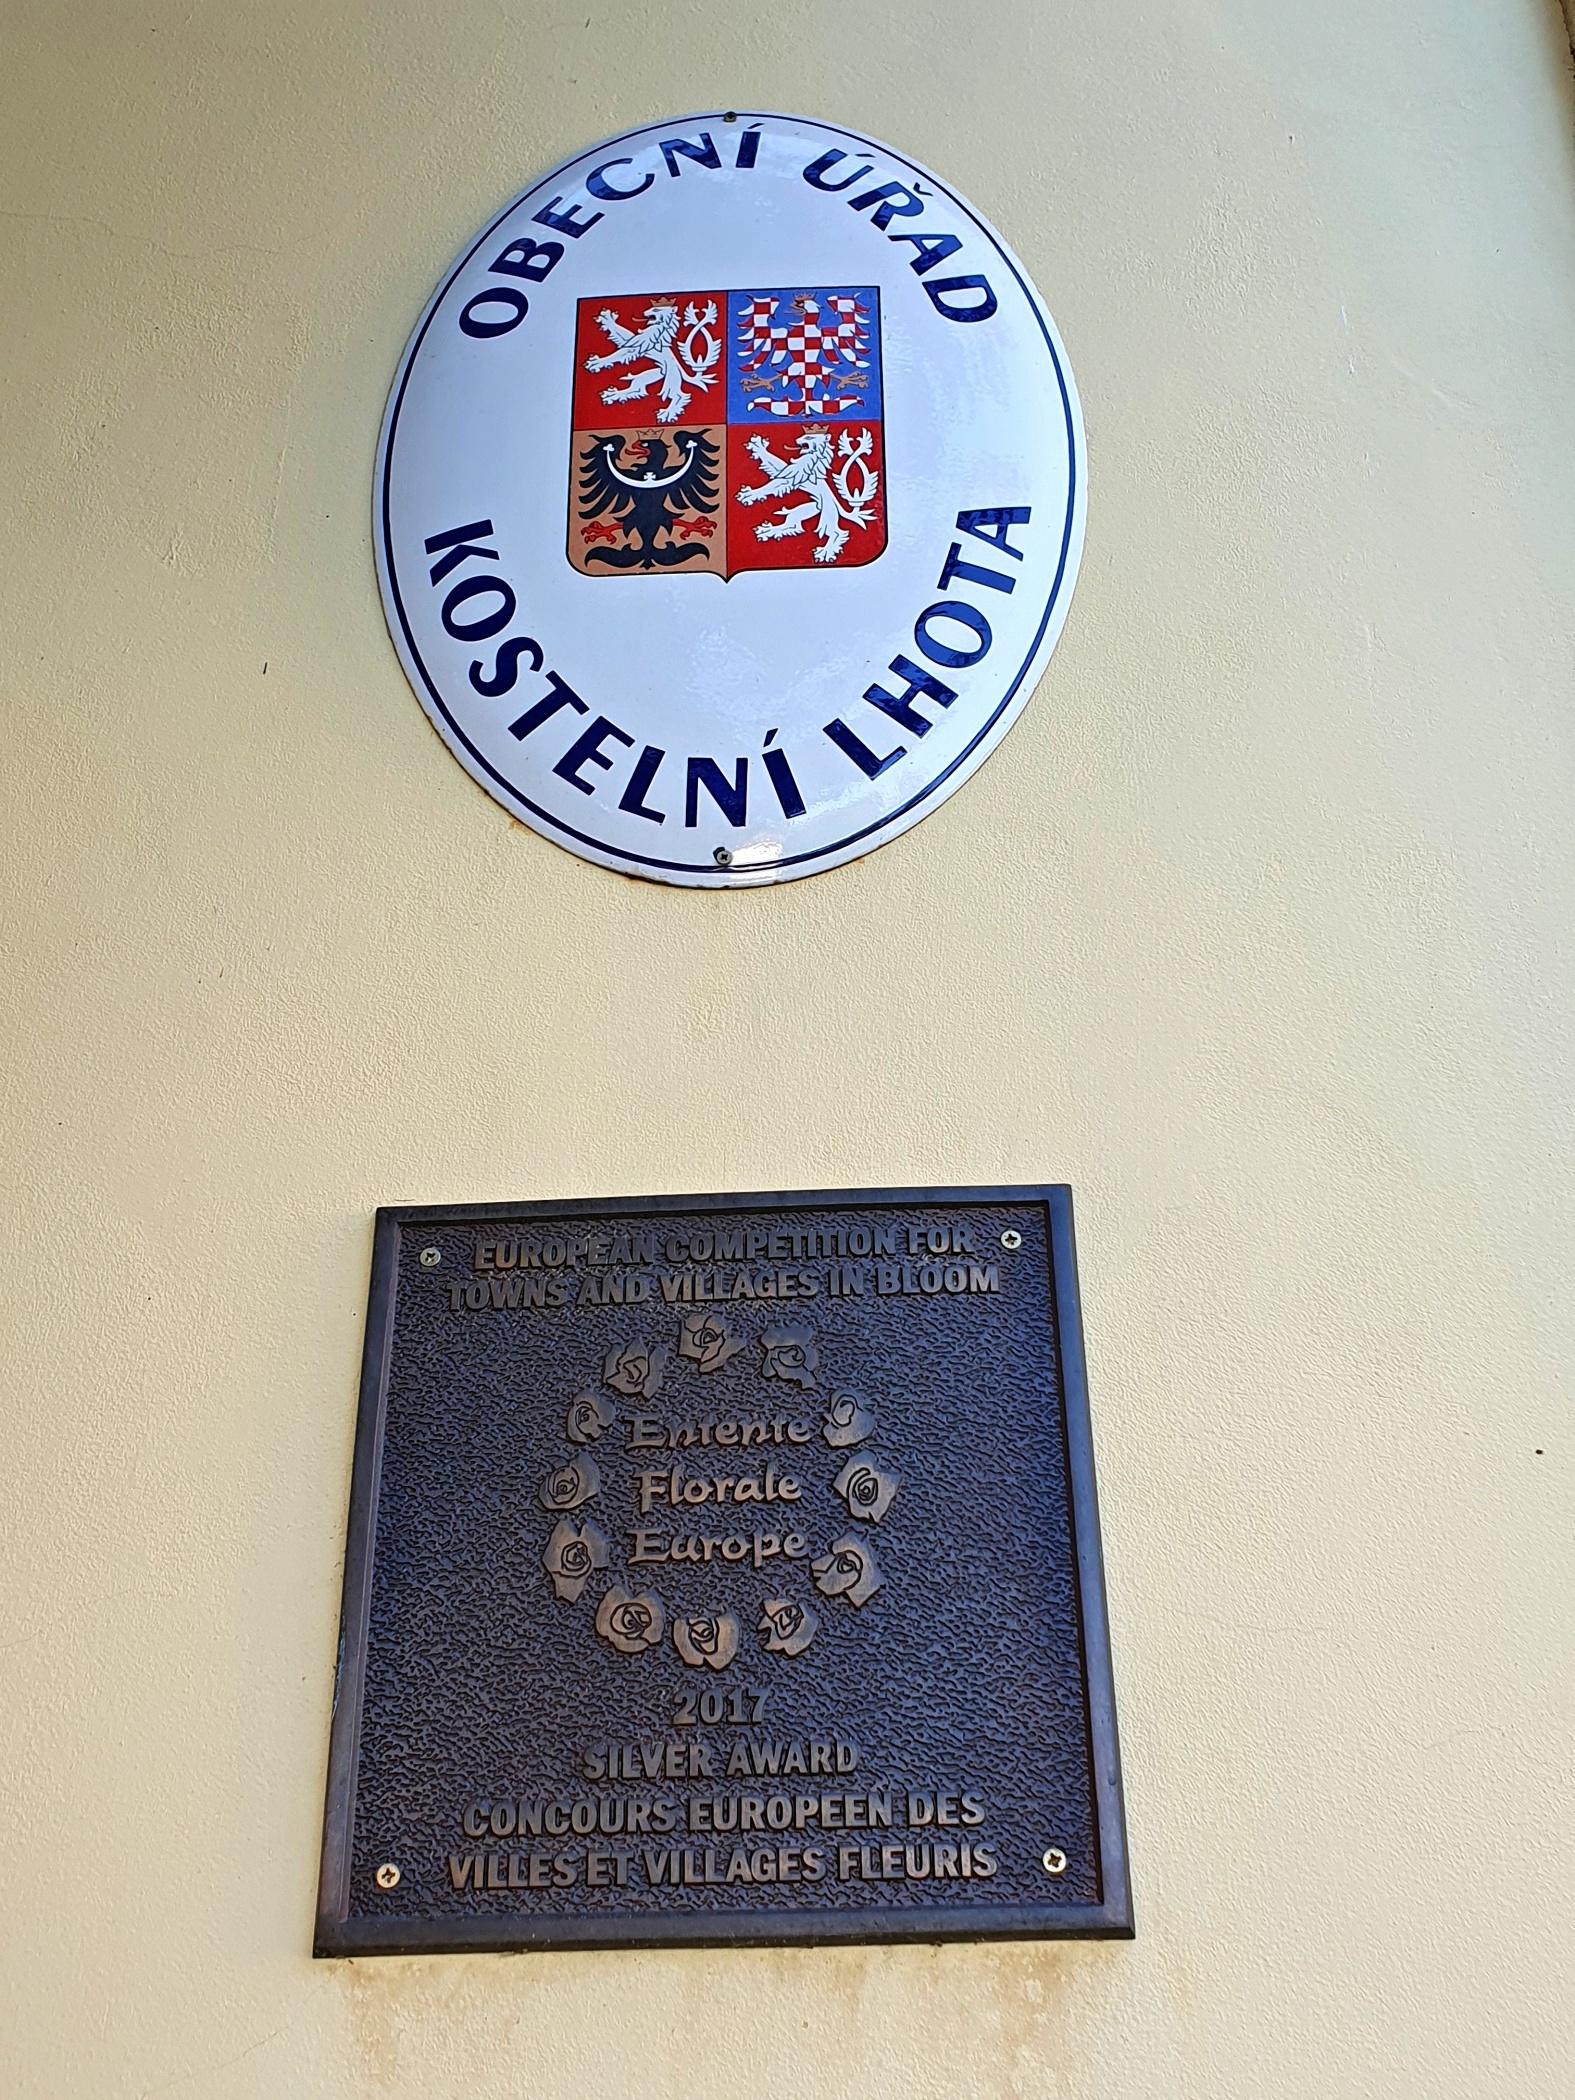 OBECNÍ ÚŘAD
KOSTELNÍ LHOTA
EUROPEAN COMPETITION FOR
TOWNS AND VILLAGES IN BLOOM
Entente
Florale
Europe
2017
SILVER AWARD
CONCOURS EUROPEEN DES
VILLES ET VILLAGES FLEURIS